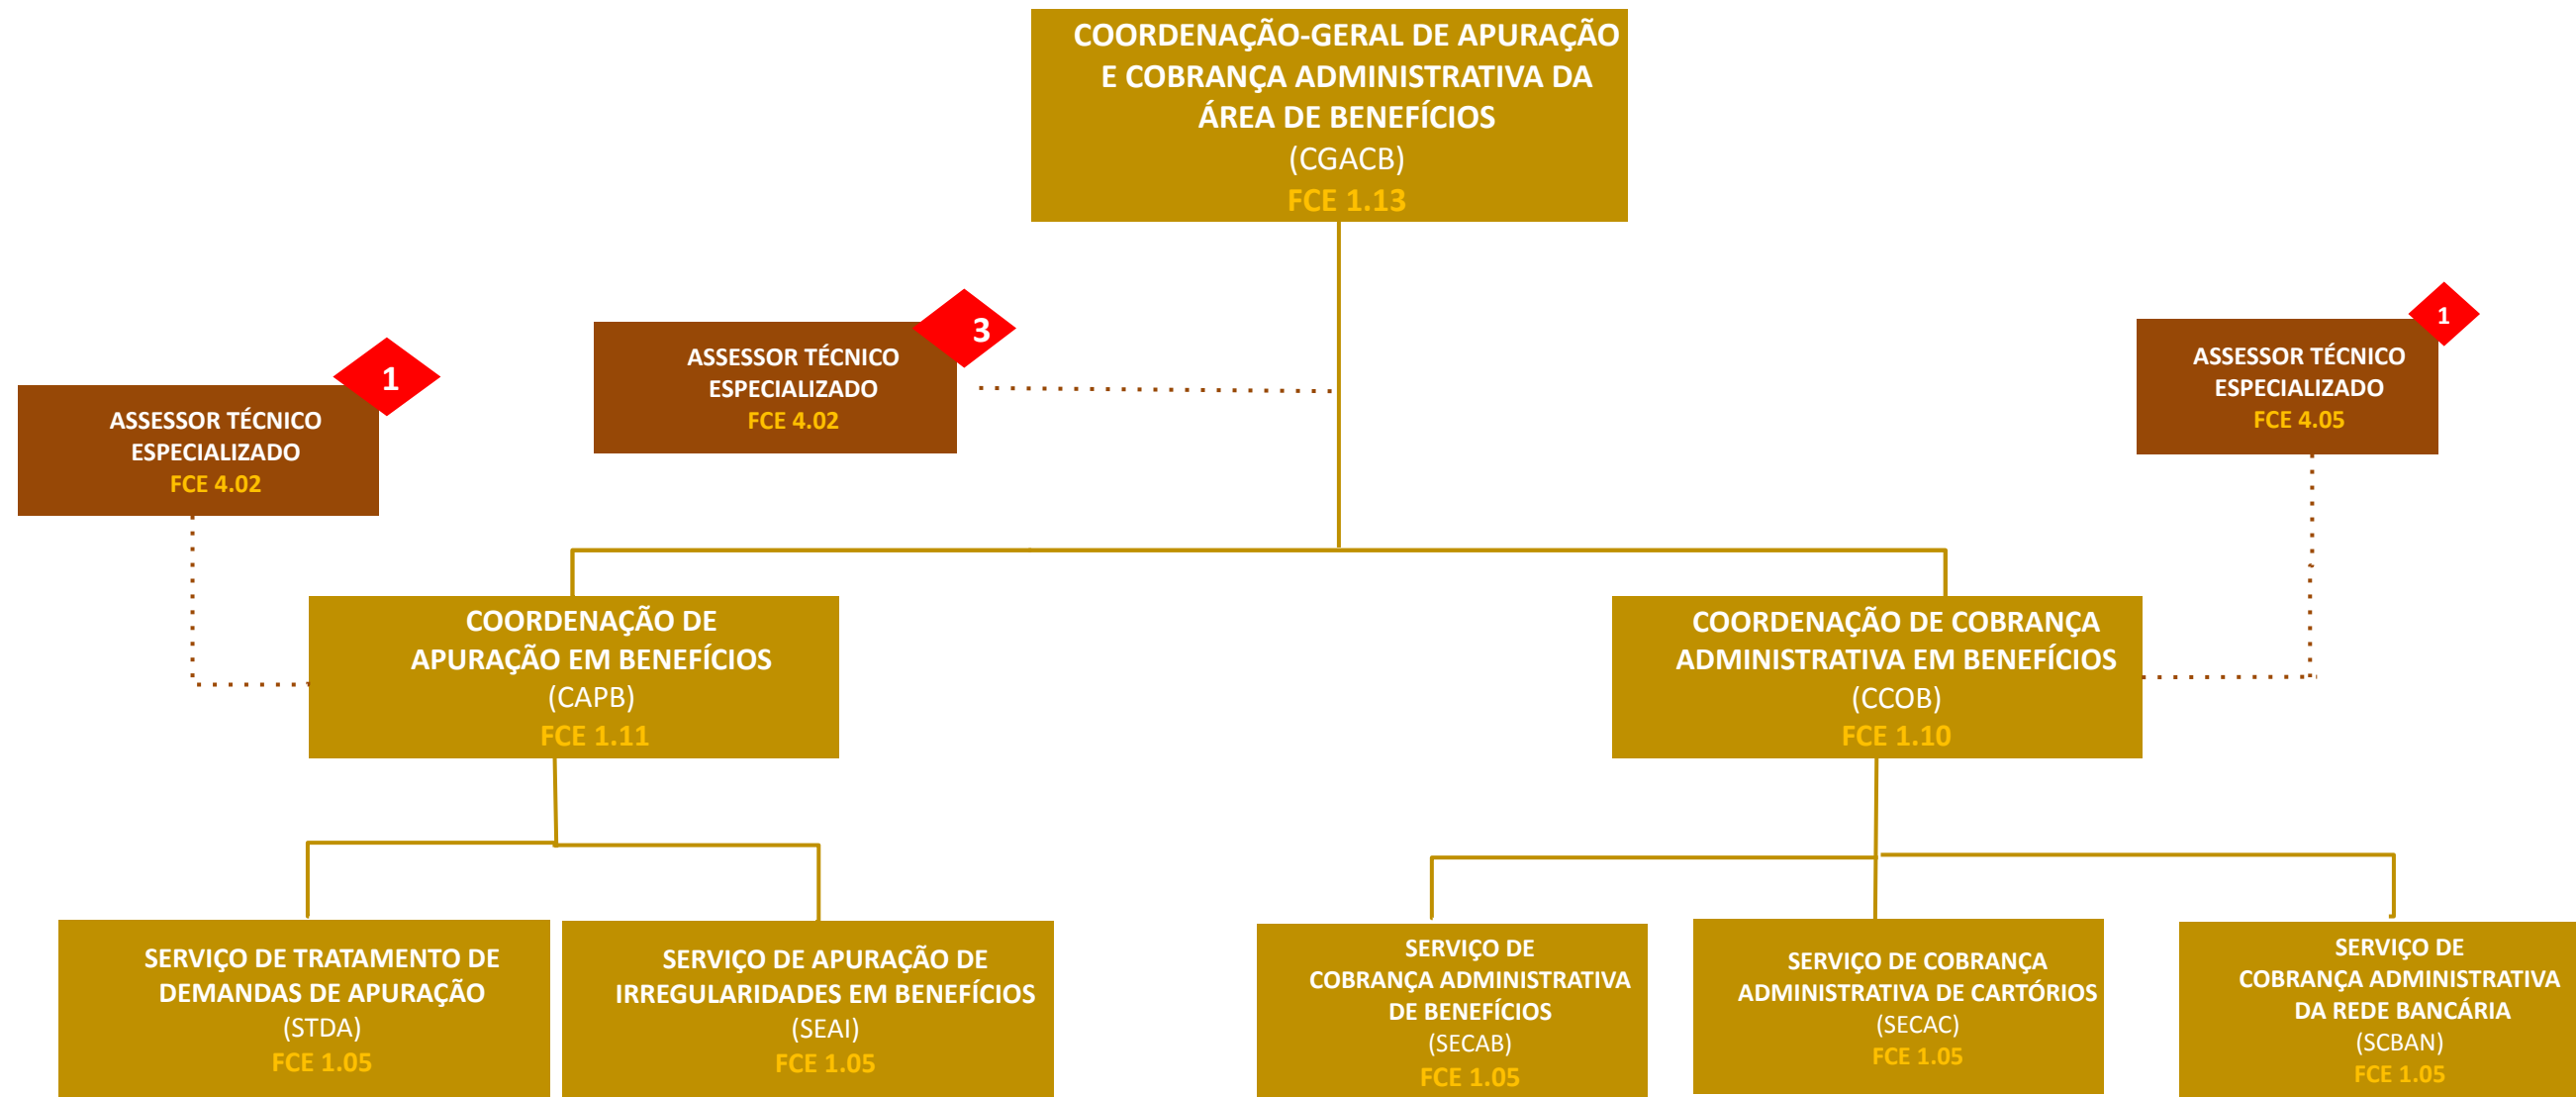 COORDENAÇÃO-GERAL DE APURAÇÃO
E COBRANÇA ADMINISTRATIVA DA
ÁREA DE BENEFÍCIOS
(CGACB)
FCE 1.13
1
ASSESSOR TÉCNICO
ESPECIALIZADO
FCE 4.02
3
ASSESSOR TÉCNICO
ESPECIALIZADO
FCE 4.02
1
ASSESSOR TÉCNICO
ESPECIALIZADO
FCE 4.05
COORDENAÇÃO DE
APURAÇÃO EM BENEFÍCIOS
(CAPB)
FCE 1.11
COORDENAÇÃO DE COBRANÇA
ADMINISTRATIVA EM BENEFÍCIOS
(CCOB)
FCE 1.10
SERVIÇO DE TRATAMENTO DE
DEMANDAS DE APURAÇÃO
(STDA)
FCE 1.05
SERVIÇO DE APURAÇÃO DE
IRREGULARIDADES EM BENEFÍCIOS
(SEAI)
FCE 1.05
SERVIÇO DE
COBRANÇA ADMINISTRATIVA
DE BENEFÍCIOS
(SECAB)
FCE 1.05
SERVIÇO DE COBRANÇA
ADMINISTRATIVA DE CARTÓRIOS
(SECAC)
FCE 1.05
SERVIÇO DE
COBRANÇA ADMINISTRATIVA
DA REDE BANCÁRIA
(SCBAN)
FCE 1.05